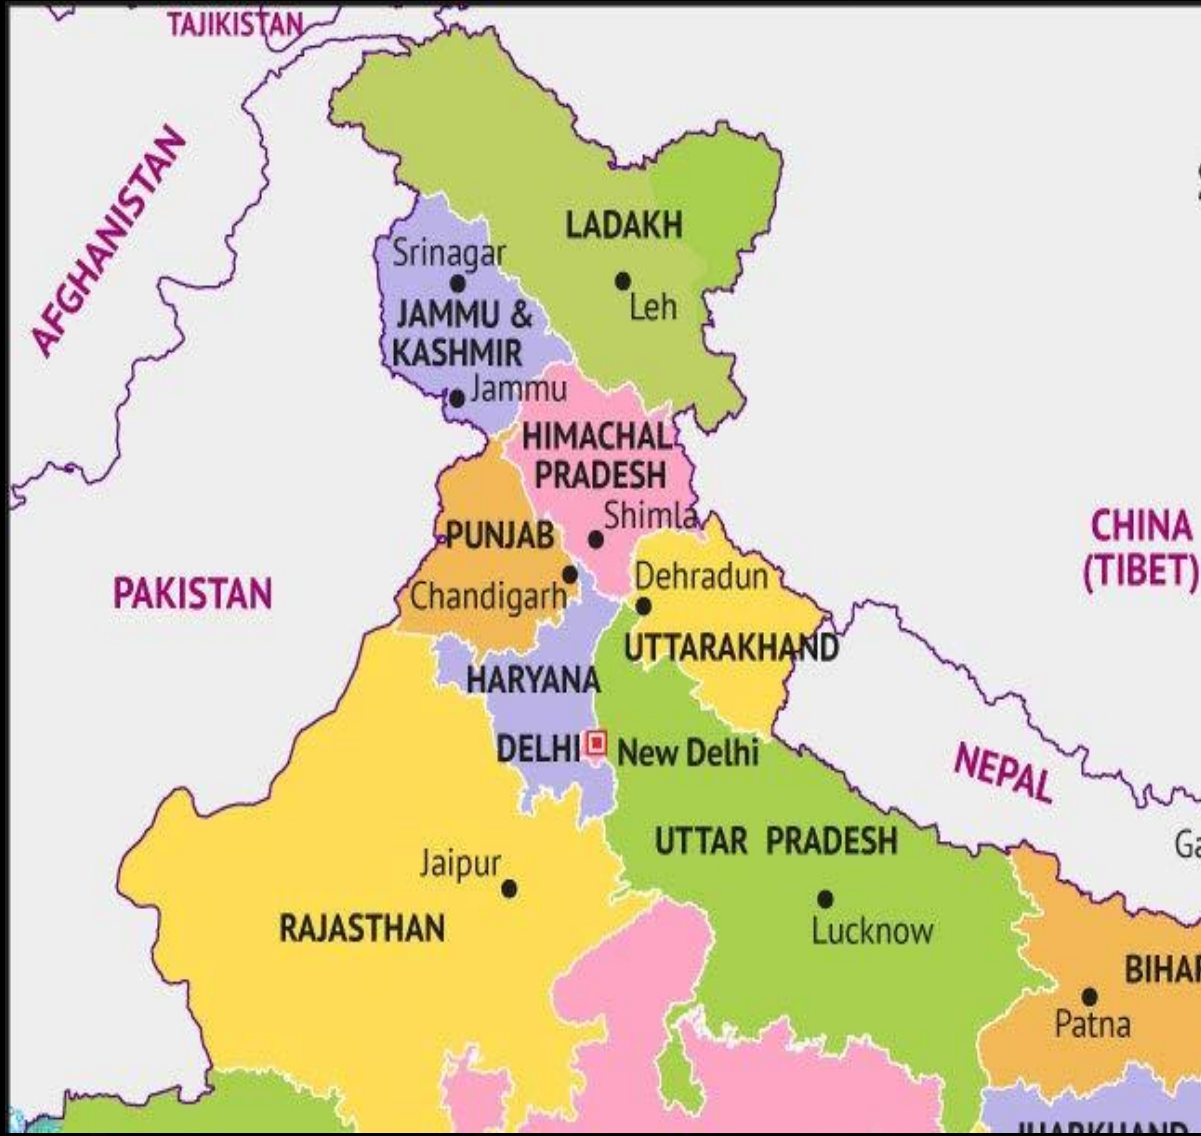 TAJIKISTAN
AFGHANISTAN
LADAKH
Srinagar
Leh
JAMMU &
KASHMIR
Jammu
HIMACHAL
PRADESH
Shimla
CHINA
(TIBET)
PUNJAB
Chandigarh
Dehradun
PAKISTAN
UTTARAKHAND
HARYANA
DELHI
New Delhi
NEPAL
UTTAR PRADESH
Jaipur
Lucknow
RAJASTHAN
Patna